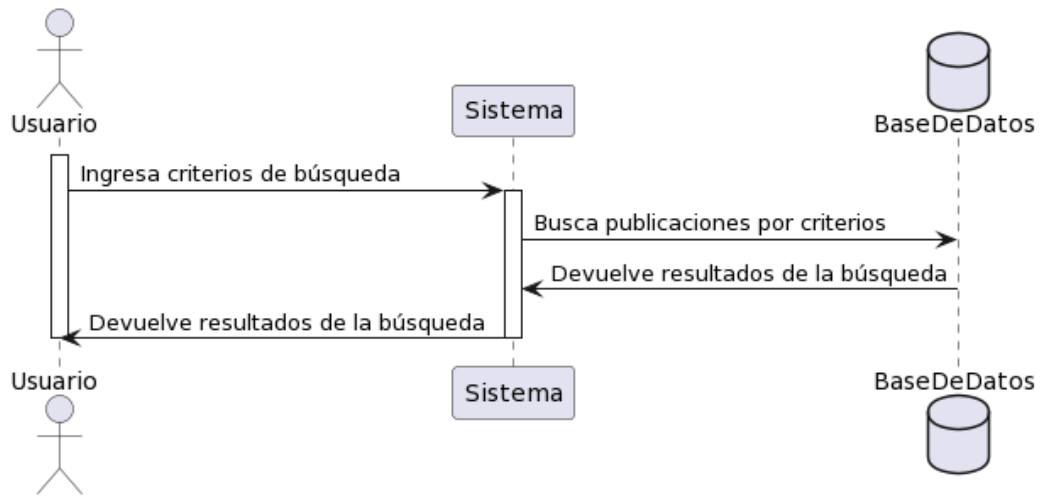 Usuario
Sistema
BaseDeDatos
Ingresa criterios de búsqueda
Busca publicaciones por criterios
Devuelve resultados de la búsqueda
Devuelve resultados de la búsqueda
Usuario
Sistema
BaseDeDatos